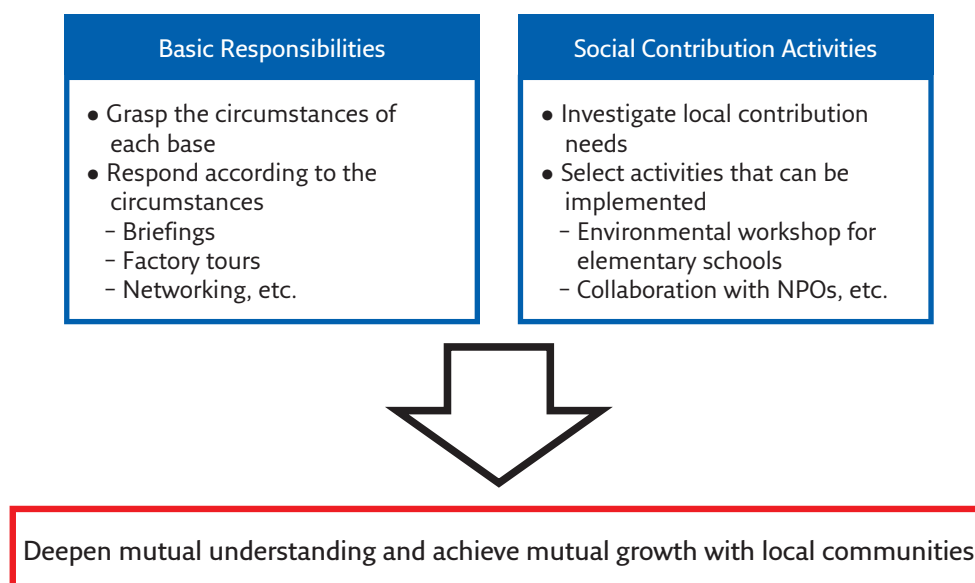 Basic Responsibilities
● Grasp the circumstances of
each base
● Respond according to the
circumstances
– Briefings
– Factory tours
– Networking, etc.
Social Contribution Activities
● Investigate local contribution
needs
● Select activities that can be
implemented
– Environmental workshop for
elementary schools
– Collaboration with NPOs, etc.
Deepen mutual understanding and achieve mutual growth with local communities